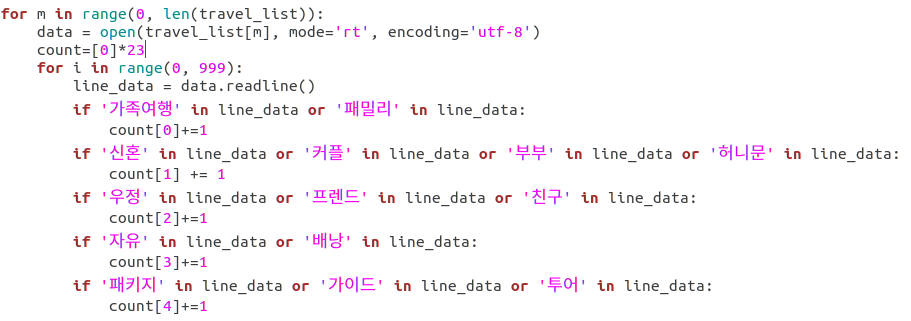 for m in range(0, len(travel_list)):
    data = open(travel_list[m], mode='rt', encoding='utf-8')
    count=[0]*23
    for i in range(0, 999):
        line_data = data.readline()
        if '가족여행' in line_data or '패밀리' in line_data:
            count[0]+=1
        if '신혼' in line_data or '커플' in line_data or '부부' in line_data or '허니문' in line_data:
            count[1] += 1
        if '우정' in line_data or '프렌드' in line_data or '친구' in line_data:
            count[2]+=1
        if '자유' in line_data or '배낭' in line_data:
            count[3]+=1
        if '패키지' in line_data or '가이드' in line_data or '투어' in line_data:
            count[4]+=1